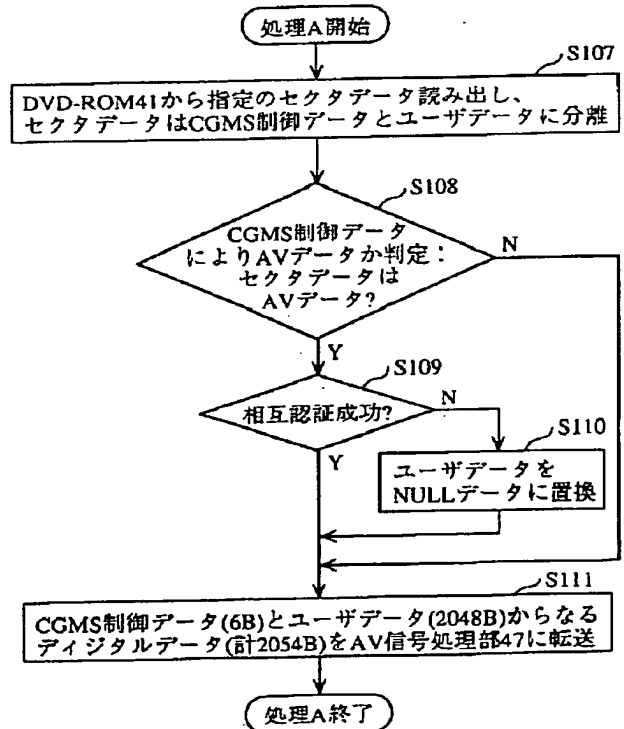 処理A開始
S107
DVD-ROM41から指定のセクタデータ読み出し、
セクタデータはCGMS制御データとユーザデータに分離
S108
CGMS制御データ
によりAVデータか判定：
セクタデータは
AVデータ?
N
Y
S109
相互認証成功?
N
Y
S110
ユーザデータを
NULLデータに置換
S111
CGMS制御データ(6B)とユーザデータ(2048B)からなる
ディジタルデータ(計2054B)をAV信号処理部47に転送
処理A終了